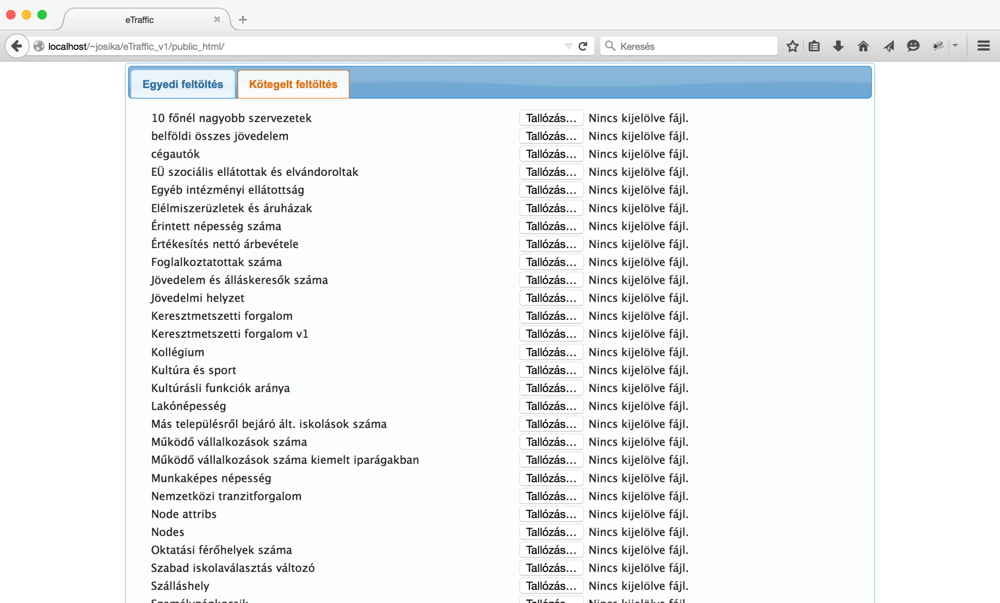 eTraffic
localhost/~josika/eTraffic_v1/public_html/
Keresés
Egyedi feltöltés Kötegelt feltöltés
10 főnél nagyobb szervezetek Tallózás... Nincs kijelölve fájl.
belföldi összes jövedelem Tallózás... Nincs kijelölve fájl.
cégautók Tallózás... Nincs kijelölve fájl.
EÜ szociális ellátottak és elvándoroltak Tallózás... Nincs kijelölve fájl.
Egyéb intézményi ellátottság Tallózás... Nincs kijelölve fájl.
Elélmiszerüzletek és áruházak Tallózás... Nincs kijelölve fájl.
Érintett népesség száma Tallózás... Nincs kijelölve fájl.
Értékesítés nettó árbevétele Tallózás... Nincs kijelölve fájl.
Foglalkoztatottak száma Tallózás... Nincs kijelölve fájl.
Jövedelem és álláskeresők száma Tallózás... Nincs kijelölve fájl.
Jövedelmi helyzet Tallózás... Nincs kijelölve fájl.
Keresztmetszetti forgalom Tallózás... Nincs kijelölve fájl.
Keresztmetszetti forgalom v1 Tallózás... Nincs kijelölve fájl.
Kollégium Tallózás... Nincs kijelölve fájl.
Kultúra és sport Tallózás... Nincs kijelölve fájl.
Kultúrásli funkciók aránya Tallózás... Nincs kijelölve fájl.
Lakónépesség Tallózás... Nincs kijelölve fájl.
Más településről bejáró ált. iskolások száma Tallózás... Nincs kijelölve fájl.
Működő vállalkozások száma Tallózás... Nincs kijelölve fájl.
Működő vállalkozások száma kiemelt iparágakban Tallózás... Nincs kijelölve fájl.
Munkaképes népesség Tallózás... Nincs kijelölve fájl.
Nemzetközi tranzitforgalom Tallózás... Nincs kijelölve fájl.
Node attribs Tallózás... Nincs kijelölve fájl.
Nodes Tallózás... Nincs kijelölve fájl.
Oktatási férőhelyek száma Tallózás... Nincs kijelölve fájl.
Szabad iskolaválasztás változó Tallózás... Nincs kijelölve fájl.
Szálláshely Tallózás... Nincs kijelölve fájl.
Személygépkocsik Tallózás... Nincs kijelölve fájl.